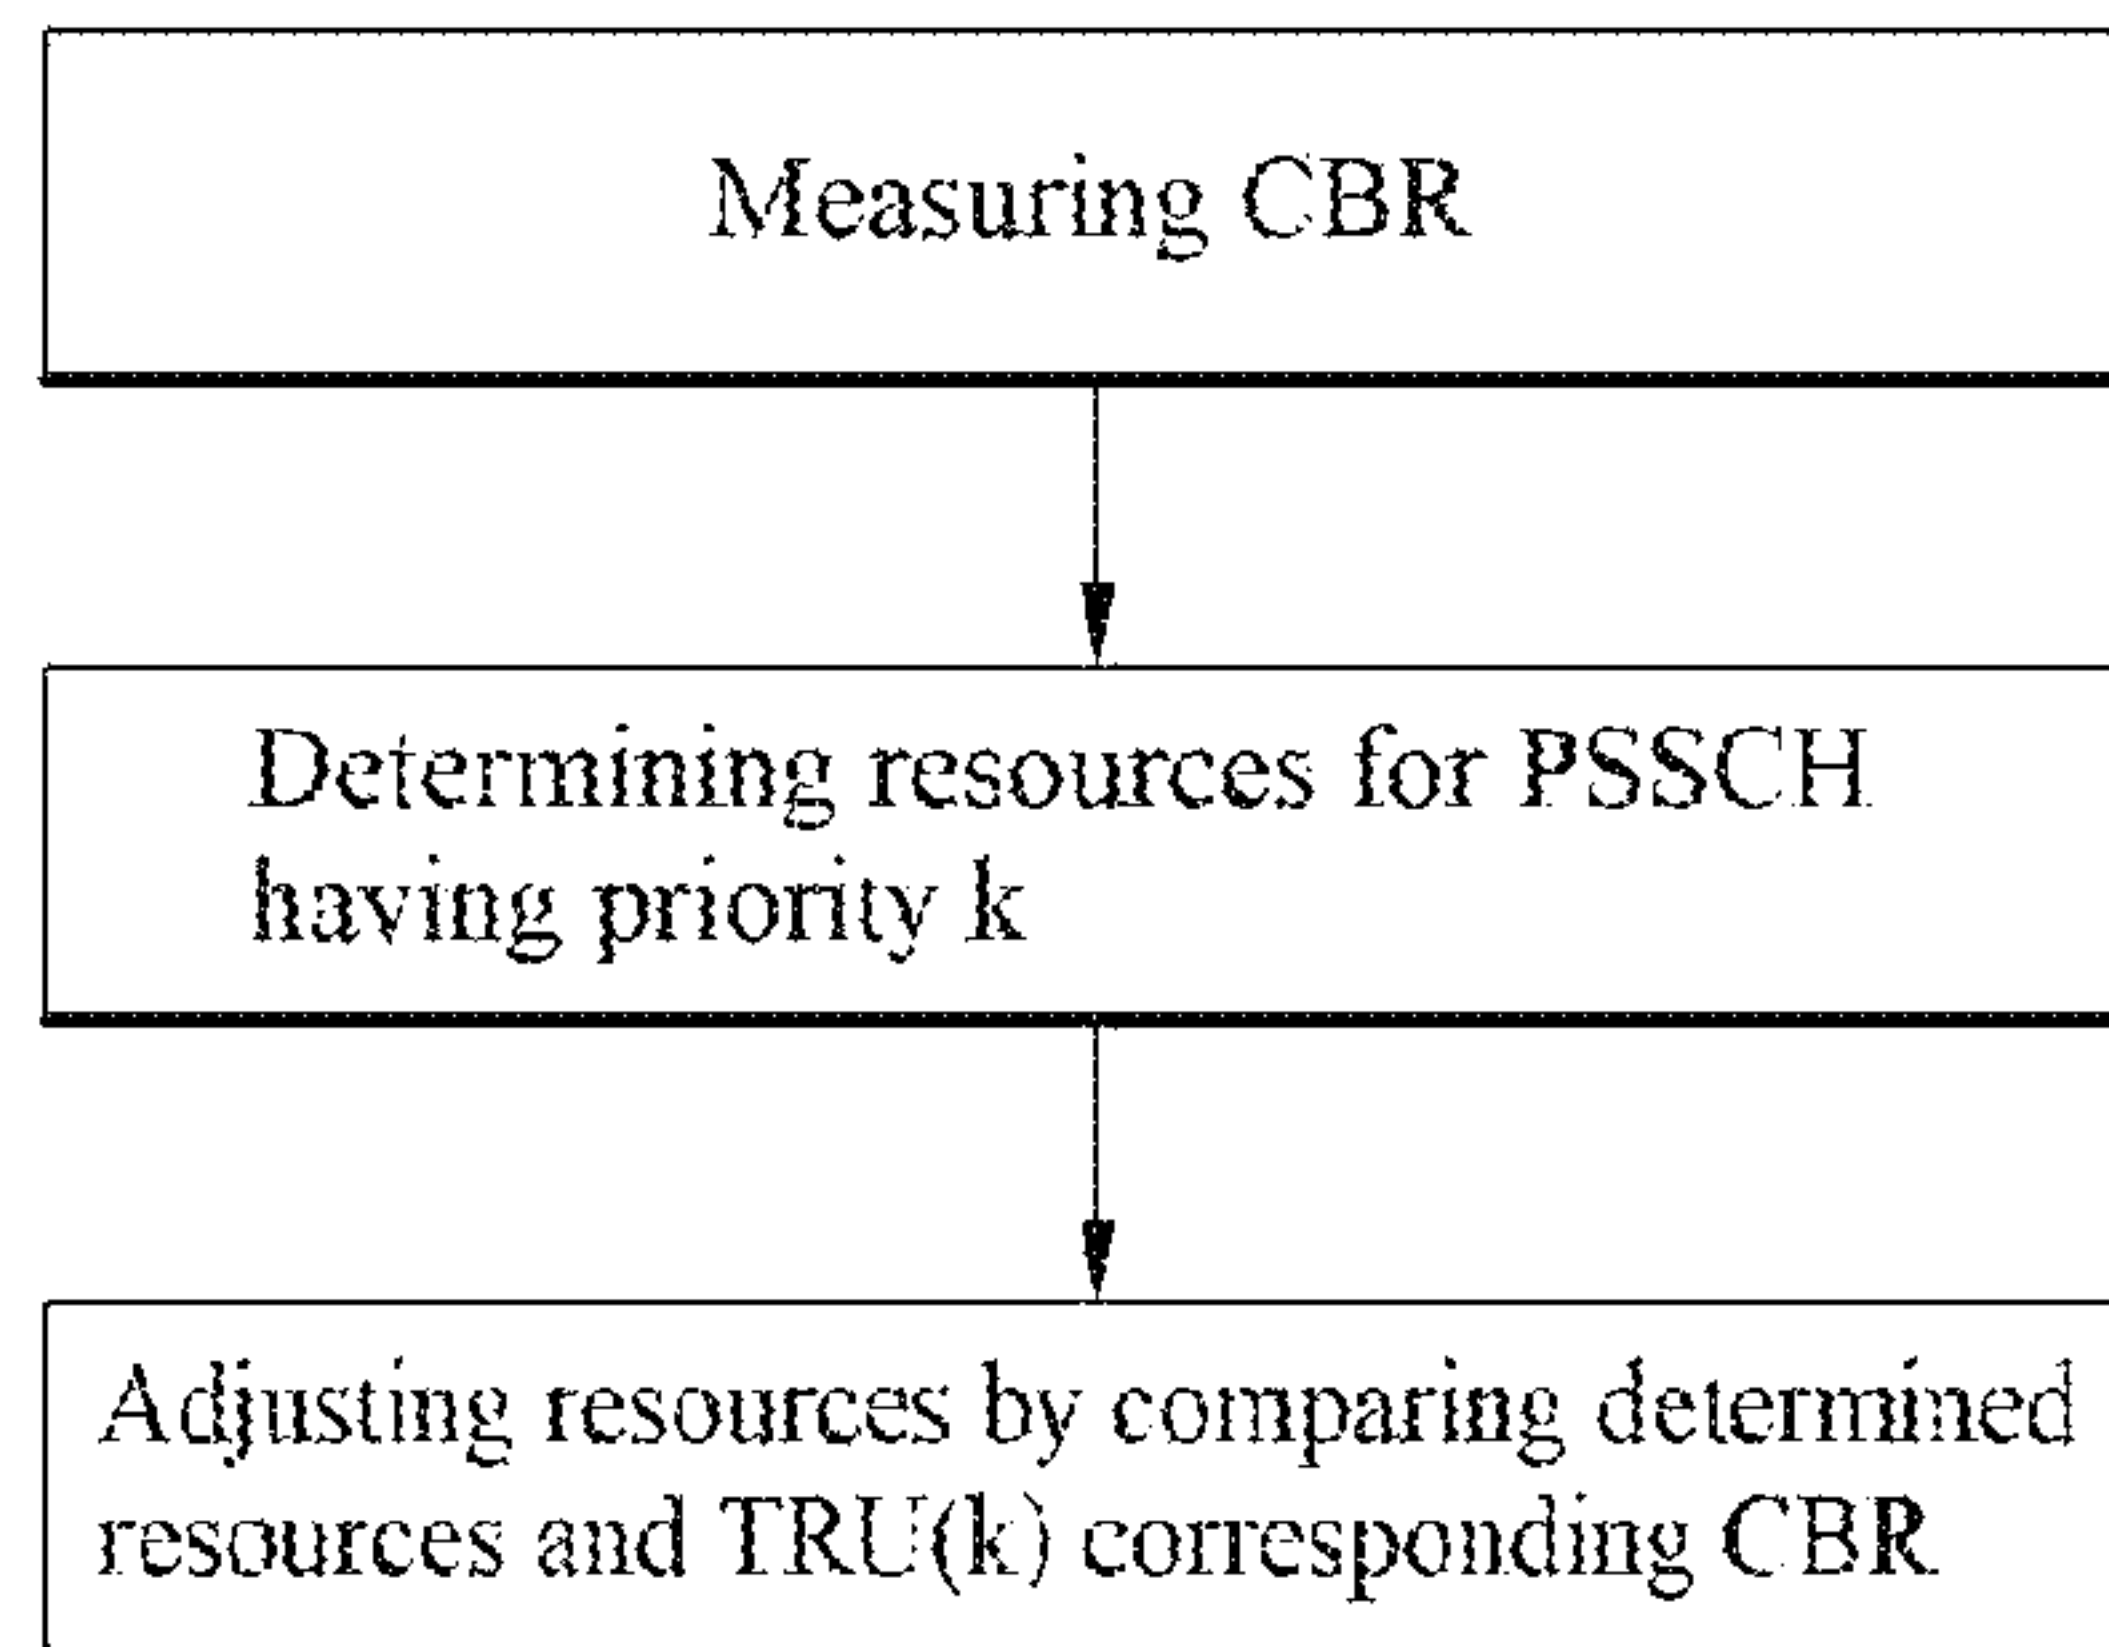 Measuring CBR
Determining resources for PSSCH
having priority k
Adjusting resources by comparing determined
resources and TRU(k) corresponding CBR